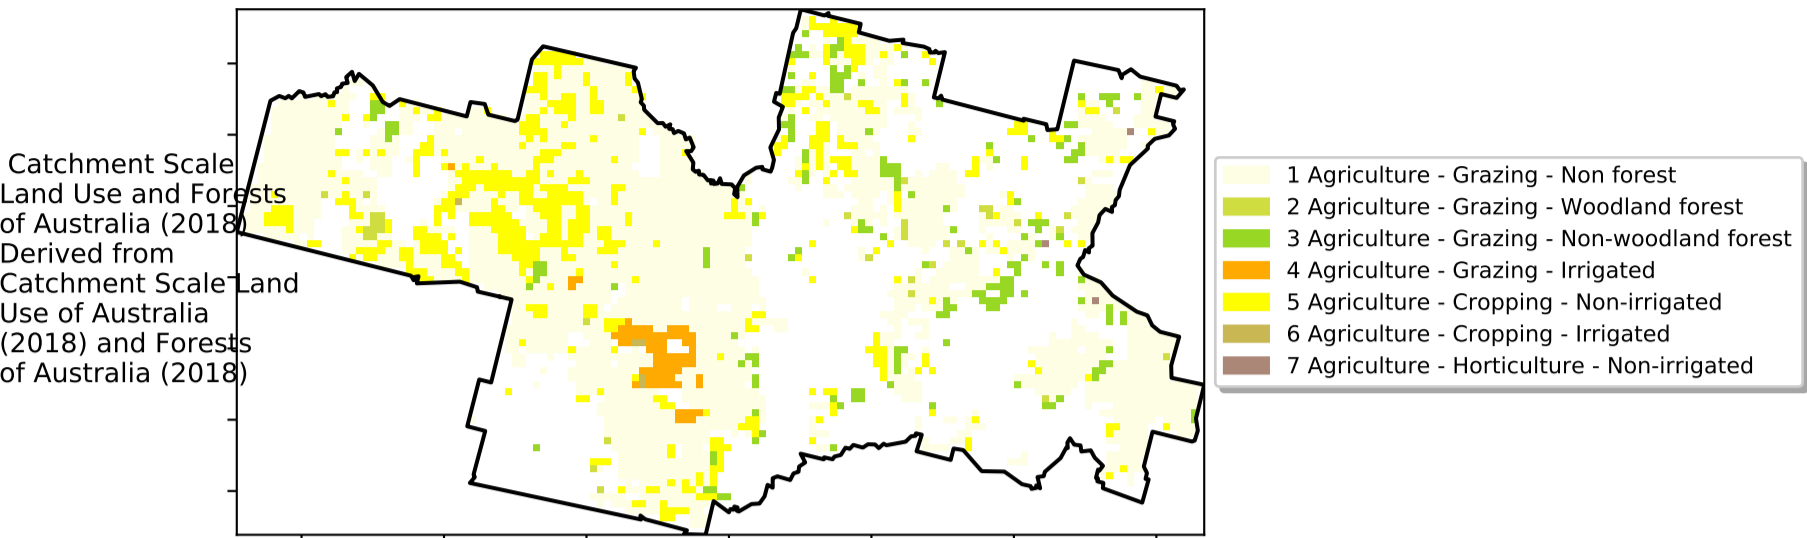 Catchment Scale
Land Use and Forests
of Australia (2018)
Derived from
Catchment Scale Land
Use of Australia
(2018) and Forests
of Australia (2018)
1 Agriculture - Grazing - Non forest
2 Agriculture - Grazing - Woodland forest
3 Agriculture - Grazing - Non-woodland forest
4 Agriculture - Grazing - Irrigated
5 Agriculture - Cropping - Non-irrigated
6 Agriculture - Cropping - Irrigated
7 Agriculture - Horticulture - Non-irrigated